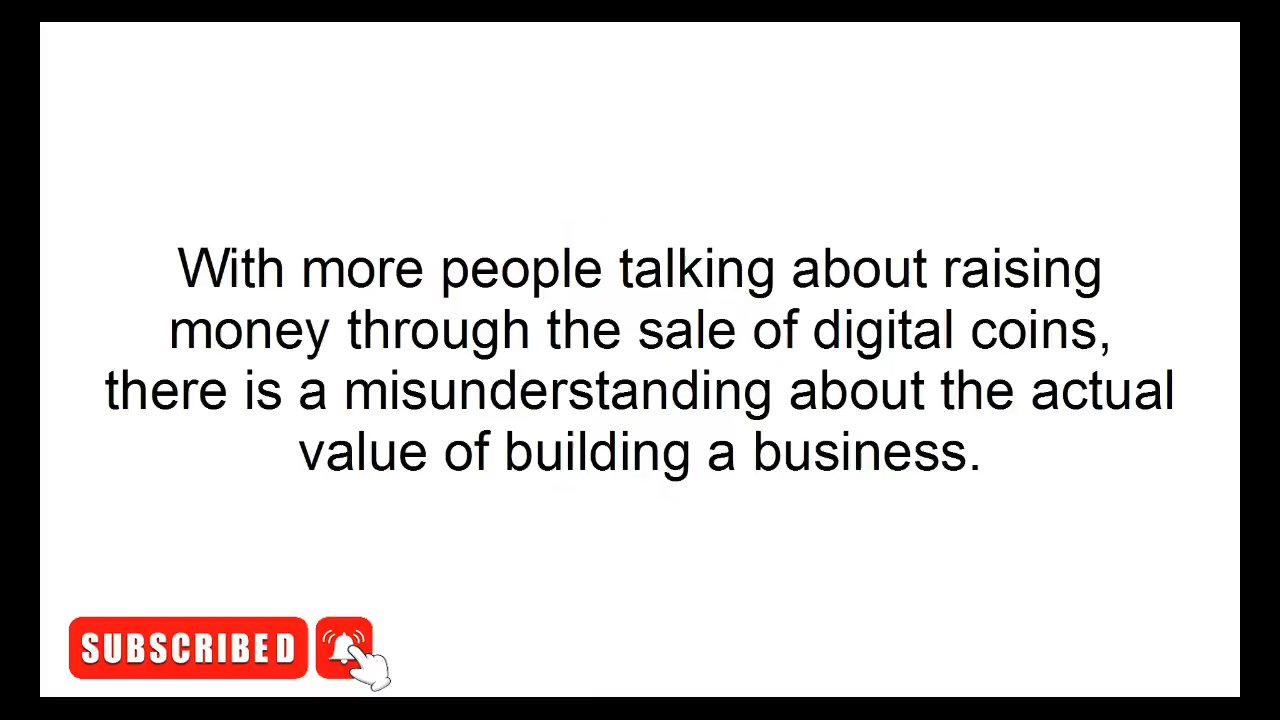 With more people talking about raising
money through the sale of digital coins,
there is a misunderstanding about the actual
value of building a business.
SUBSCRIBED